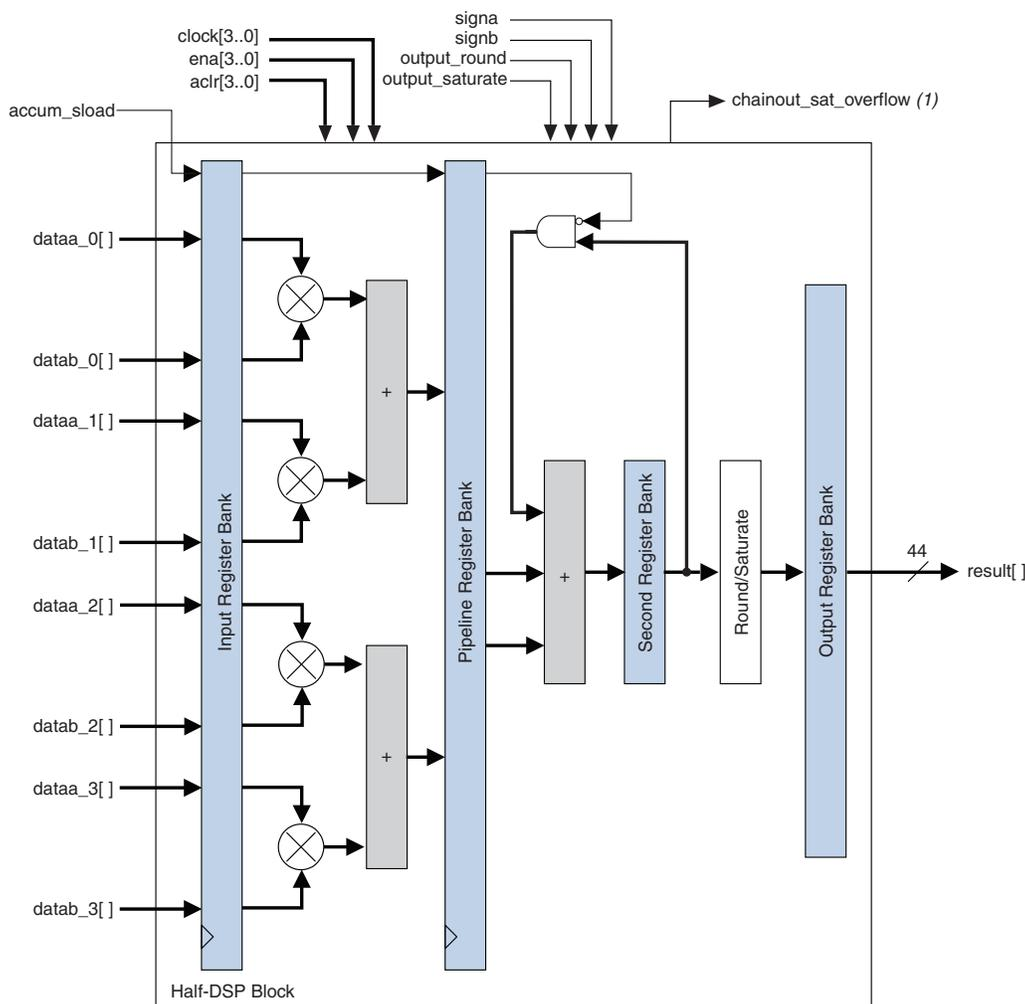 signa
signb
output_round
output_saturate
clock[3..0]
ena[3..0]
aclr[3..0]
accum_sload
chainout_sat_overflow (1)
dataa_0[ ]
datab_0[ ]
dataa_1[ ]
datab_1[ ]
dataa_2[ ]
datab_2[ ]
dataa_3[ ]
datab_3[ ]
Input Register Bank
+
+
Pipeline Register Bank
+
Second Register Bank
Round/Saturate
Output Register Bank
44
result[ ]
Half-DSP Block